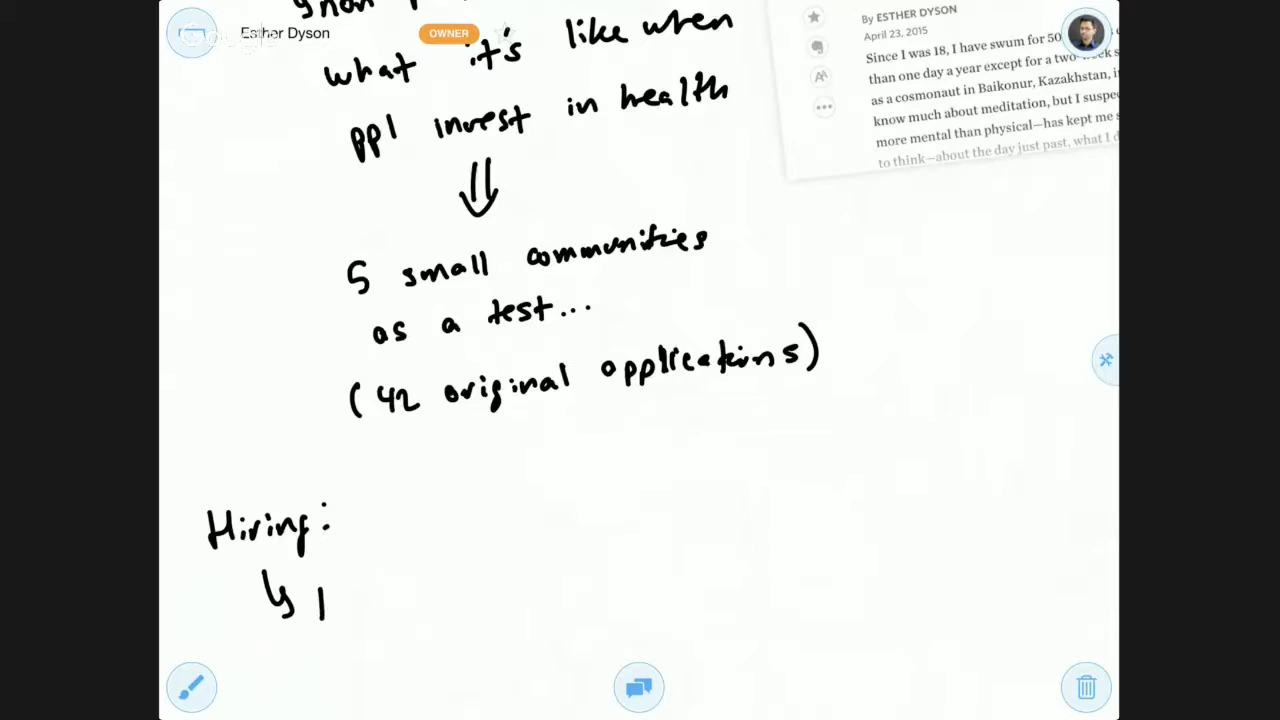 Esther Dyson
OWNER
what it's like when
ppl invest in health
5 small communities
as a test...
(42 original applications)
Hiring:
By ESTHER DYSON
April 23, 2015
Since I was 18, I have swum for 50
than one day a year except for a two-week s
as a cosmonaut in Baikonur, Kazakhstan, i
know much about meditation, but I suspe
more mental than physical—has kept me s
to think—about the day just past, what I d